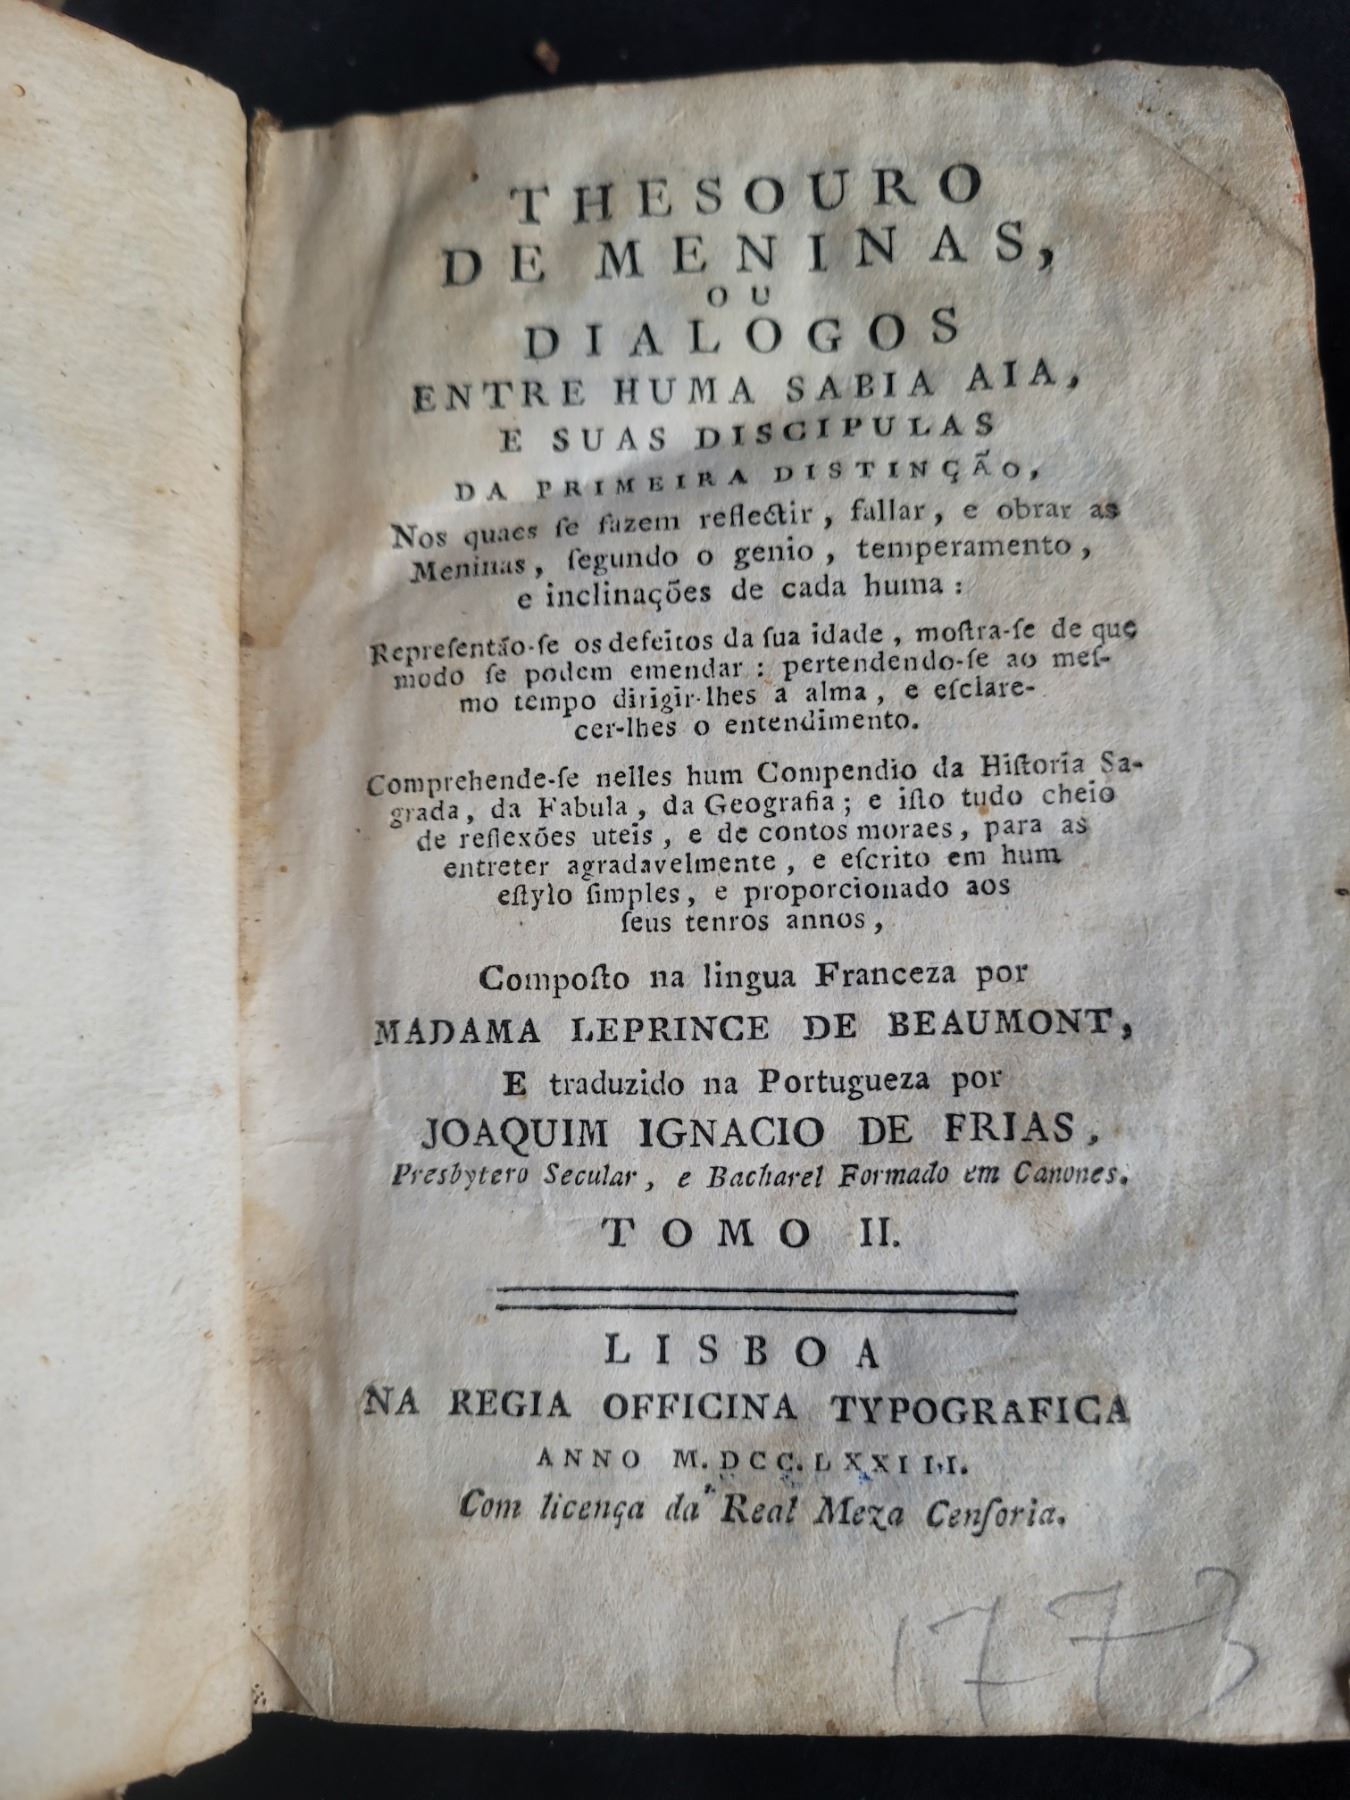 THESOURO
DE MENINAS,
OU
DIALOGOS
ENTRE HUMA SABIA AIA,
E SUAS DISCIPULAS
DA PRIMEIRA DISTINÇÃO,
Nos quaes ſe fazem reflectir, fallar, e obrar as
Meninas, ſegundo o genio, temperamento,
e inclinações de cada huma:
Repreſentão-ſe os defeitos da ſua idade, moſtra-ſe de que
modo ſe podem emendar: pertendendo-ſe ao meſ-
mo tempo dirigir-lhes a alma, e eſclare-
cer-lhes o entendimento.
Comprehende-ſe nelles hum Compendio da Hiſtoria Sa-
grada, da Fabula, da Geografia; e iſto tudo cheio
de reflexões uteis, e de contos moraes, para as
entreter agradavelmente, e eſcrito em hum
eſtylo ſimples, e proporcionado aos
ſeus tenros annos,
Compoſto na lingua Franceza por
MADAMA LEPRINCE DE BEAUMONT,
E traduzido na Portugueza por
JOAQUIM IGNACIO DE FRIAS,
Presbytero Secular, e Bacharel Formado em Canones.
TOMO II.
LISBOA
NA REGIA OFFICINA TYPOGRAFICA
ANNO M.DCC.LXXIII.
Com licença da Real Meza Cenſoria.
1773